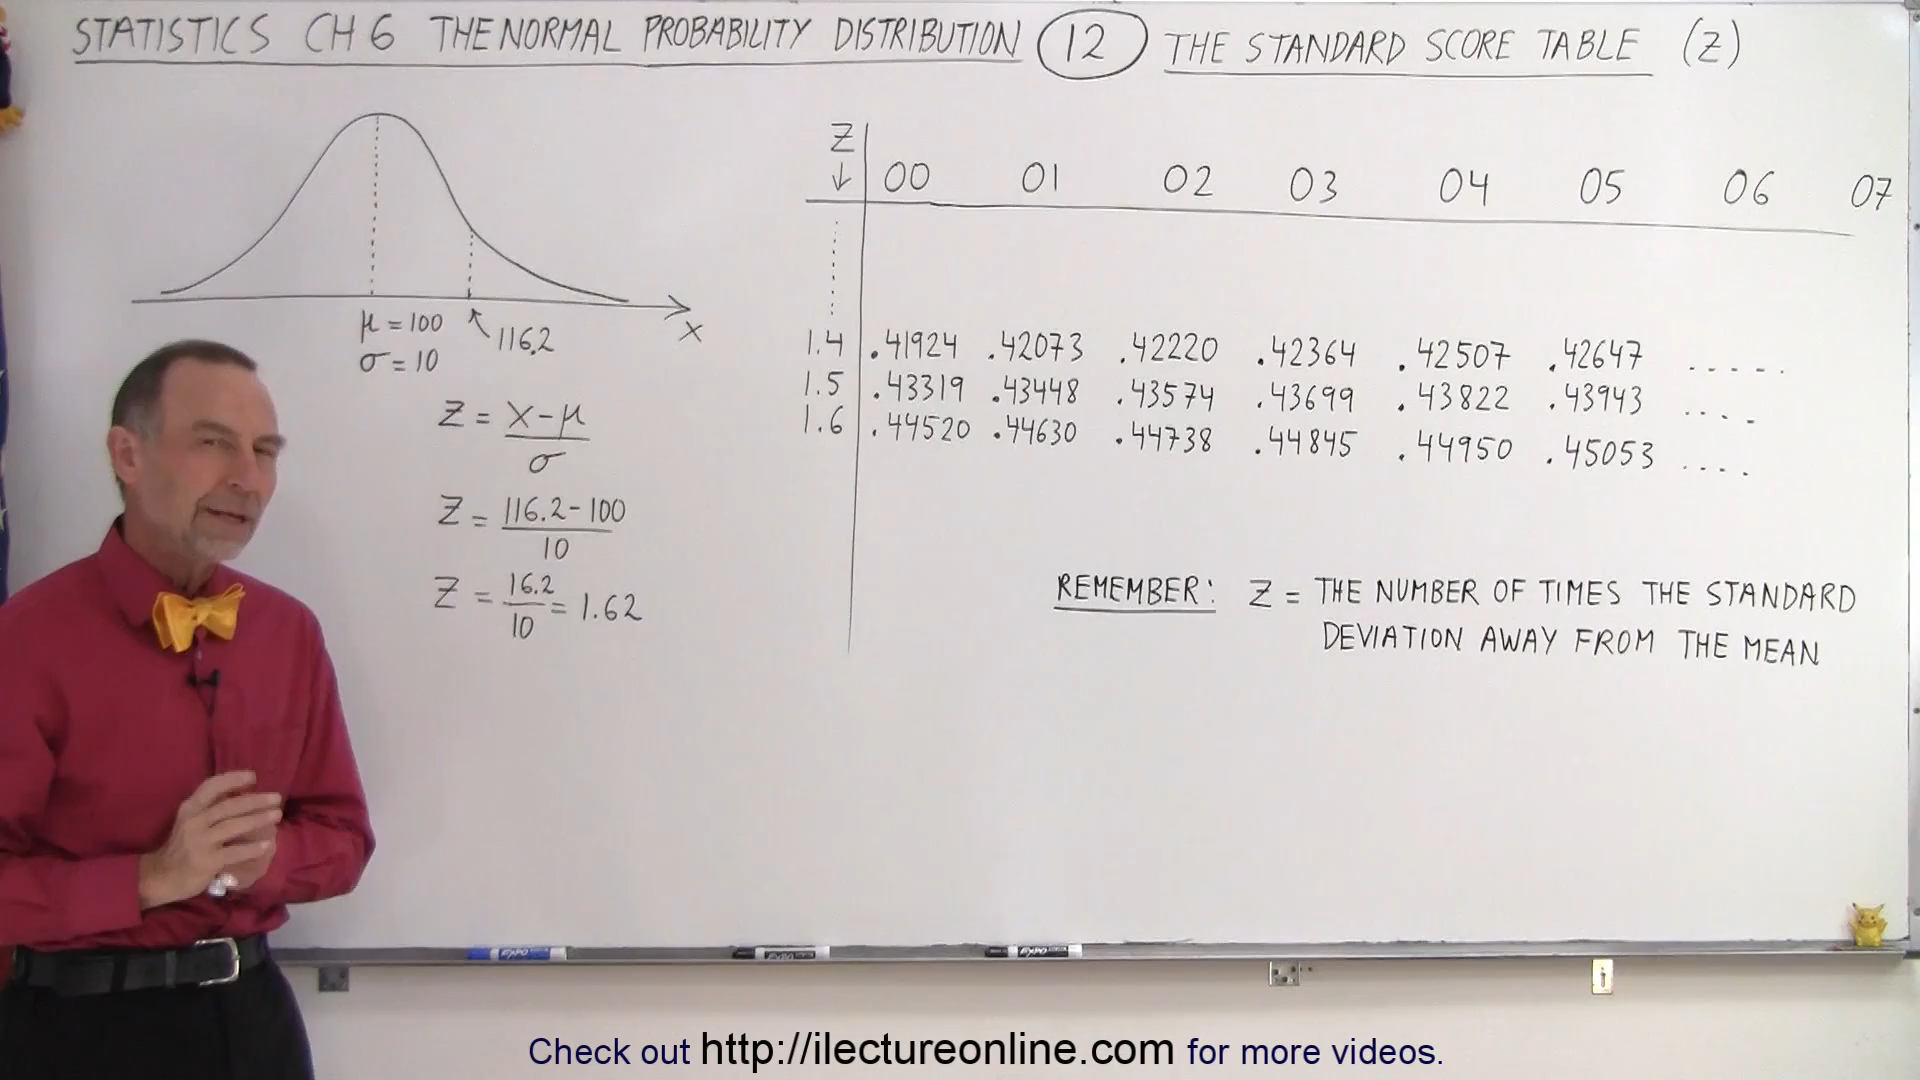 STATISTICS CH 6 THE NORMAL PROBABILITY DISTRIBUTION 12 THE STANDARD SCORE TABLE (Z)
μ = 100
σ = 10
116.2
X
Z = X - μ / σ
Z = 116.2 - 100 / 10
Z = 16.2 / 10 = 1.62
Z ↓ 00 01 02 03 04 05 06 07
1.4 .41924 .42073 .42220 .42364 .42507 .42647 .....
1.5 .43319 .43448 .43574 .43699 .43822 .43943 ....
1.6 .44520 .44630 .44738 .44845 .44950 .45053 ....
REMEMBER: Z = THE NUMBER OF TIMES THE STANDARD
DEVIATION AWAY FROM THE MEAN
Check out http://ilectureonline.com for more videos.